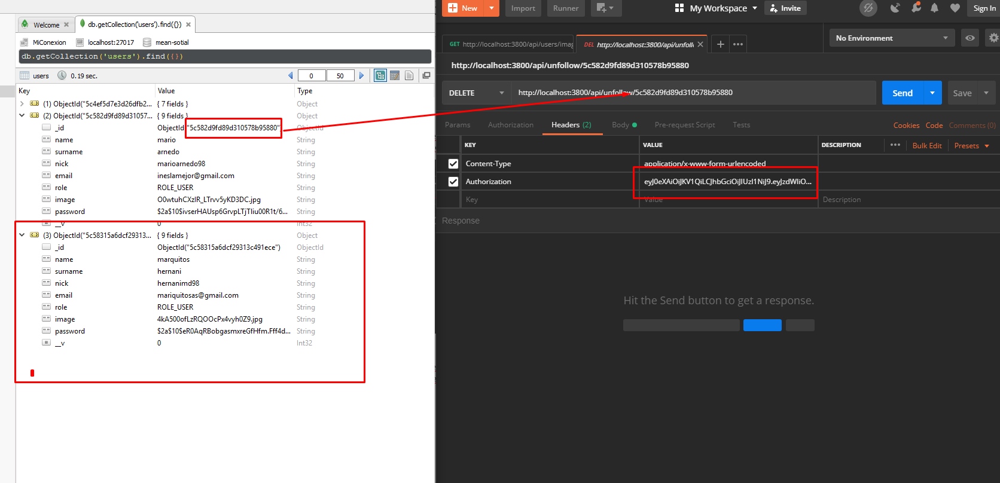 Welcome
db.getCollection('users').find({})
MiConexion
localhost:27017
mean-sotial
db.getCollection('users').find({})
users
0.19 sec.
0
50
Key Value Type
(1) ObjectId("5c4ef5d7e3d26dfb2... { 7 fields } Object
(2) ObjectId("5c582d9fd89d31057... { 9 fields } Object
_id ObjectId("5c582d9fd89d310578b95880") ObjectId
name mario String
surname arnedo String
nick marioarnedo98 String
email ineslamejor@gmail.com String
role ROLE_USER String
image O0wtuhCXzlR_LTrvv5yKD3DC.jpg String
password $2a$10$ivserHAUsp6GrvpLTjTliu00R1t/6... String
__v 0 Int32
(3) ObjectId("5c58315a6dcf29313... { 9 fields } Object
_id ObjectId("5c58315a6dcf29313c491ece") ObjectId
name marquitos String
surname hernani String
nick hernanimd98 String
email mariquitosas@gmail.com String
role ROLE_USER String
image 4kA500ofLzRQOOcPx4vyh0Z9.jpg String
password $2a$10$eR0AqRBobgasmxreGfHfm.Fff4d... String
__v 0 Int32
New Import Runner My Workspace Invite Sign In
GET http://localhost:3800/api/users/imag
DEL http://localhost:3800/api/unfoll
No Environment
http://localhost:3800/api/unfollow/5c582d9fd89d310578b95880
DELETE http://localhost:3800/api/unfollow/5c582d9fd89d310578b95880 Send Save
Params Authorization Headers (2) Body Pre-request Script Tests Cookies Code Comments (0)
KEY VALUE DESCRIPTION ••• Bulk Edit Presets
Content-Type application/x-www-form-urlencoded
Authorization eyJ0eXAiOiJKV1QiLCJhbGciOiJIUzI1NiJ9.eyJzdWIiO...
Key Value Description
Response
Hit the Send button to get a response.